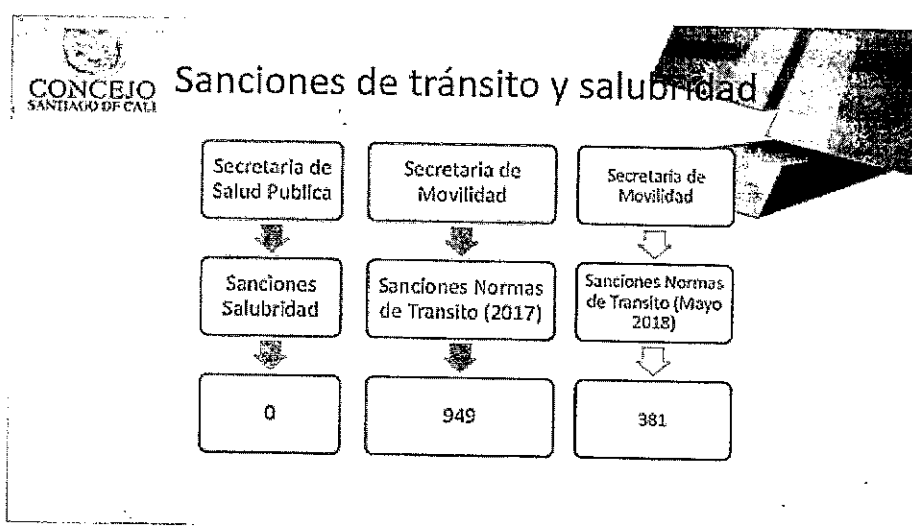 CONCEJO
SANTIAGO DE CALI
Sanciones de tránsito y salubridad
Secretaria de
Salud Publica
Secretaria de
Movilidad
Secretaria de
Movilidad
Sanciones
Salubridad
Sanciones Normas
de Transito (2017)
Sanciones Normas
de Transito (Mayo
2018)
0
949
381